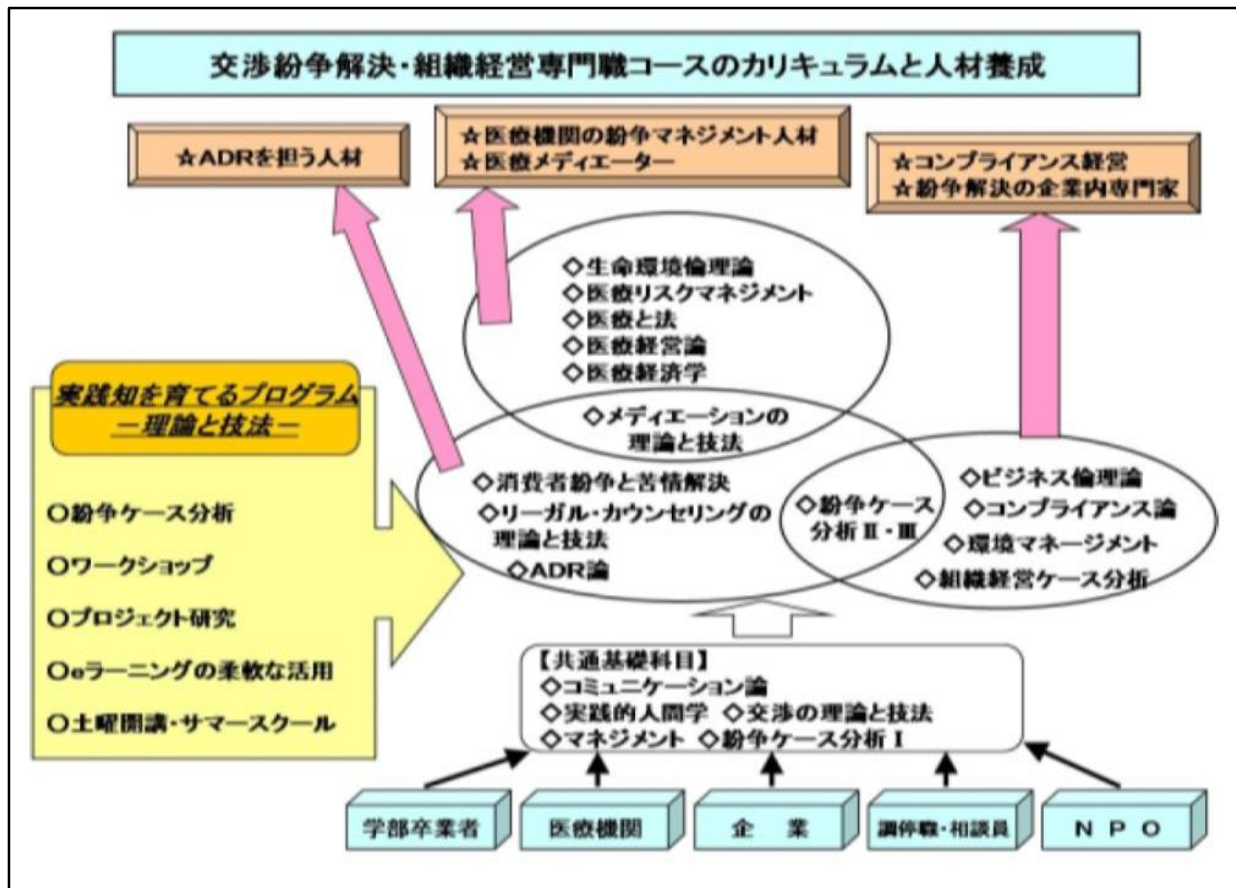 交渉紛争解決・組織経営専門職コースのカリキュラムと人材養成
☆ADRを担う人材
☆医療機関の紛争マネジメント人材
☆医療メディエーター
☆コンプライアンス経営
☆紛争解決の企業内専門家
◇生命環境倫理論
◇医療リスクマネジメント
◇医療と法
◇医療経営論
◇医療経済学
◇メディエーションの
理論と技法
◇消費者紛争と苦情解決
◇リーガル・カウンセリングの
理論と技法
◇ADR論
◇紛争ケース
分析Ⅱ・Ⅲ
◇ビジネス倫理論
◇コンプライアンス論
◇環境マネージメント
◇組織経営ケース分析
実践知を育てるプログラム
－理論と技法－
〇紛争ケース分析
〇ワークショップ
〇プロジェクト研究
〇eラーニングの柔軟な活用
〇土曜開講・サマースクール
【共通基礎科目】
◇コミュニケーション論
◇実践的人間学 ◇交渉の理論と技法
◇マネジメント ◇紛争ケース分析Ⅰ
学部卒業者
医療機関
企　業
調停職・相談員
ＮＰＯ